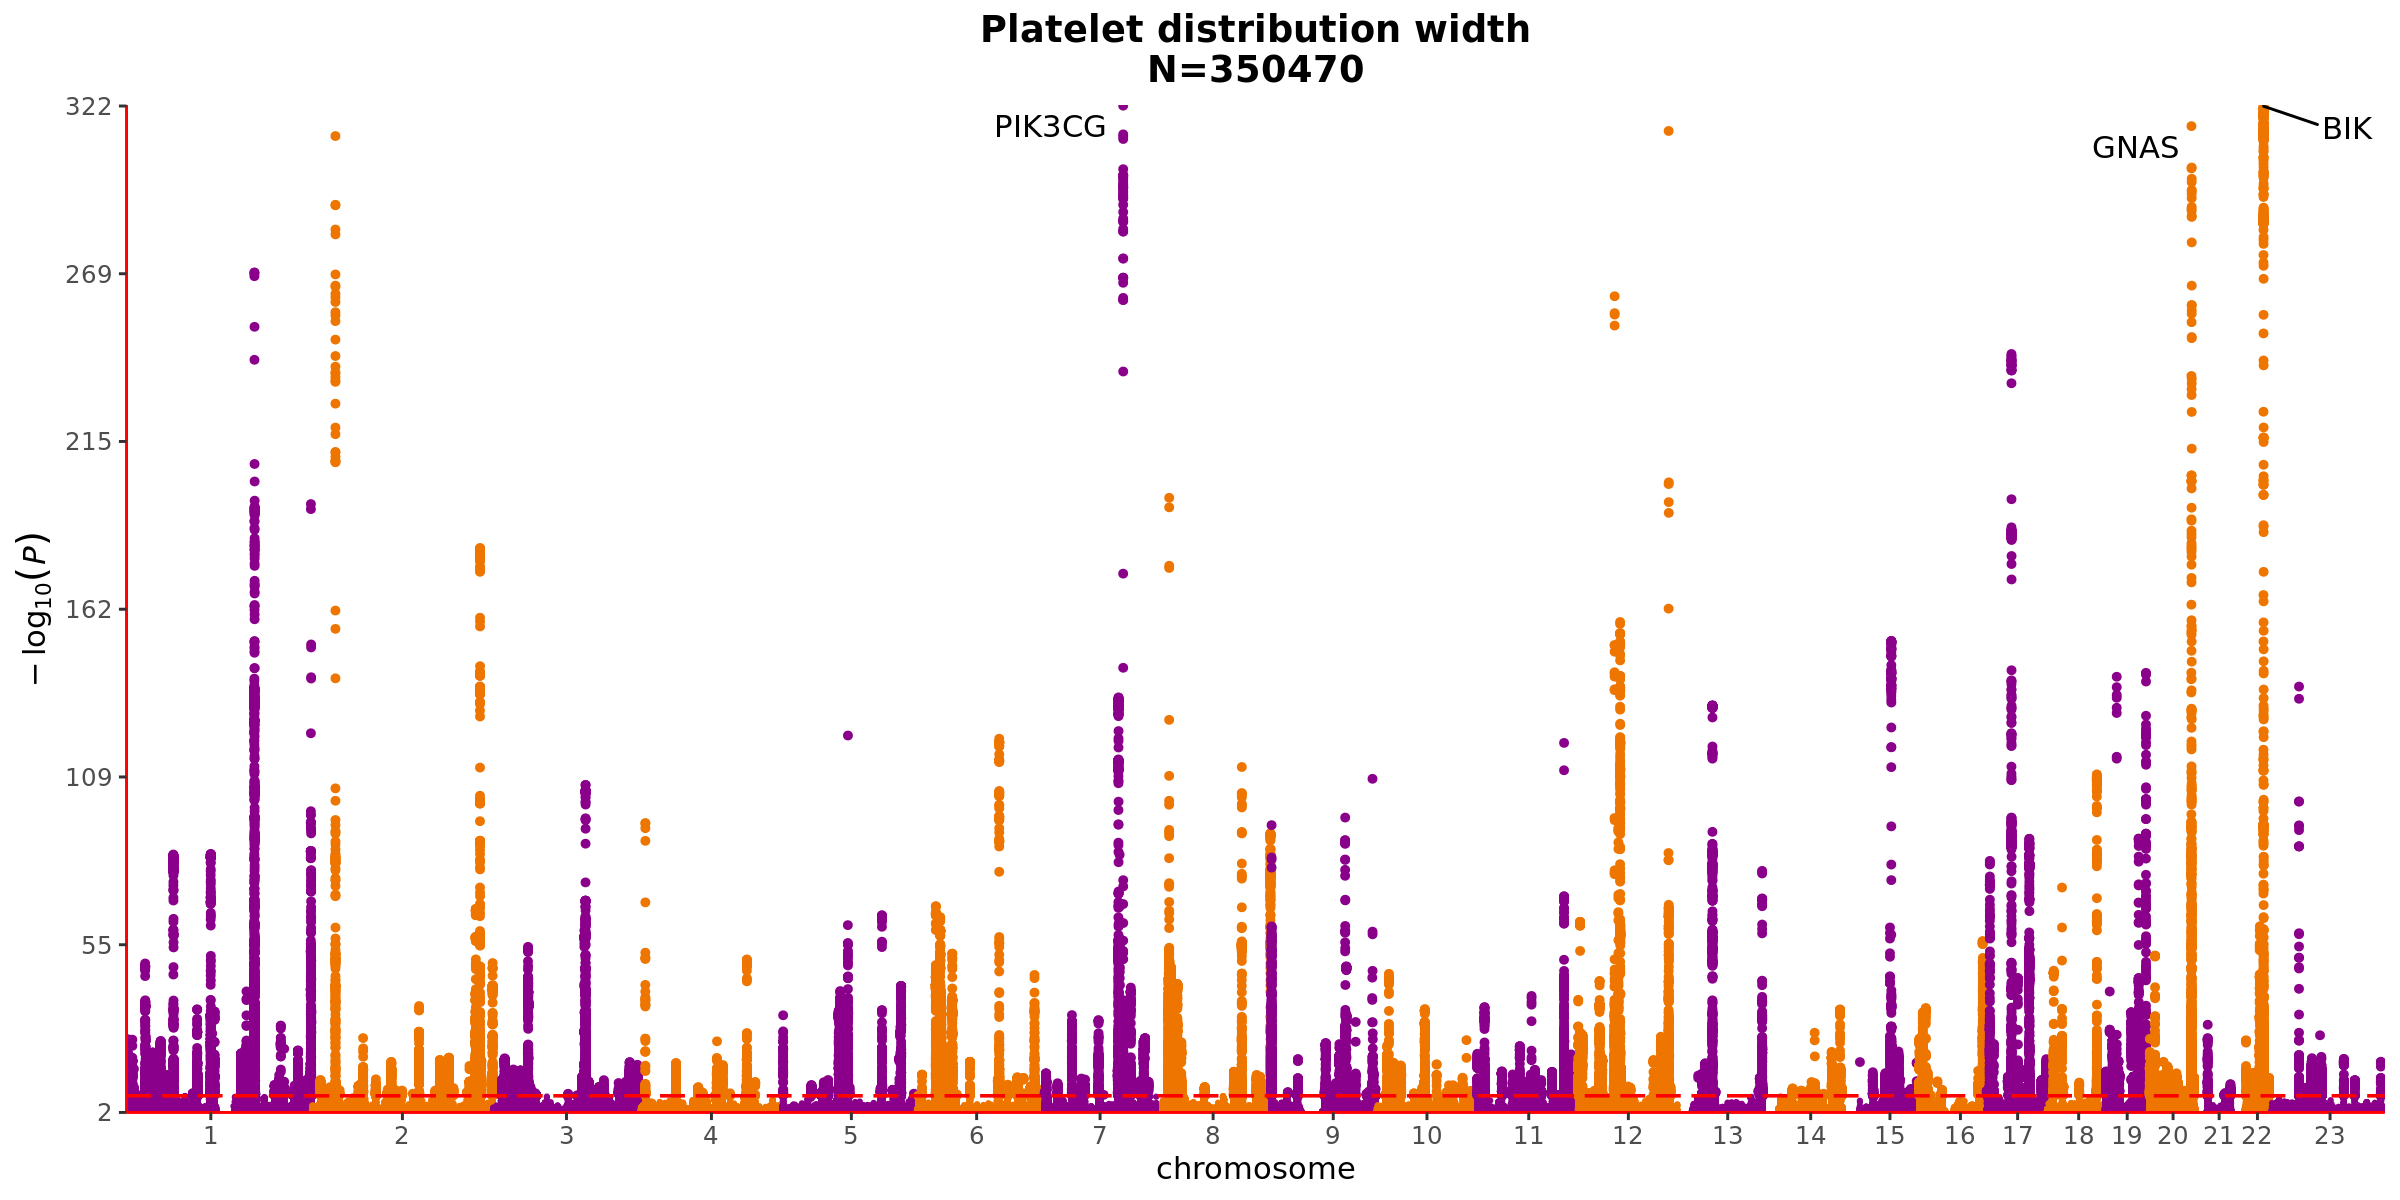 Platelet distribution width
N=350470
322
269
215
162
109
55
2
−log10(P)
PIK3CG
GNAS
BIK
1 2 3 4 5 6 7 8 9 10 11 12 13 14 15 16 17 18 19 20 21 22 23
chromosome